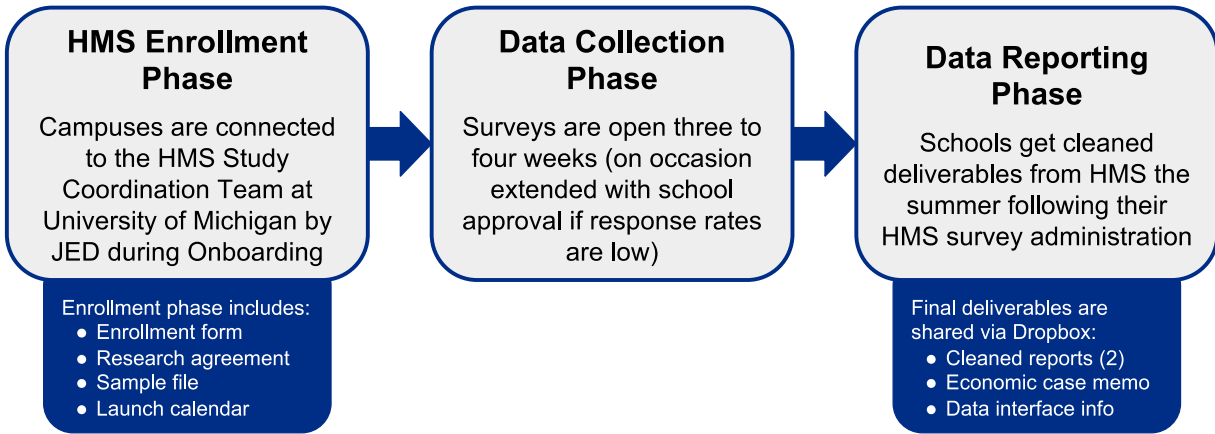 HMS Enrollment
Phase
Campuses are connected
to the HMS Study
Coordination Team at
University of Michigan by
JED during Onboarding
Enrollment phase includes:
● Enrollment form
● Research agreement
● Sample file
● Launch calendar
Data Collection
Phase
Surveys are open three to
four weeks (on occasion
extended with school
approval if response rates
are low)
Data Reporting
Phase
Schools get cleaned
deliverables from HMS the
summer following their
HMS survey administration
Final deliverables are
shared via Dropbox:
● Cleaned reports (2)
● Economic case memo
● Data interface info